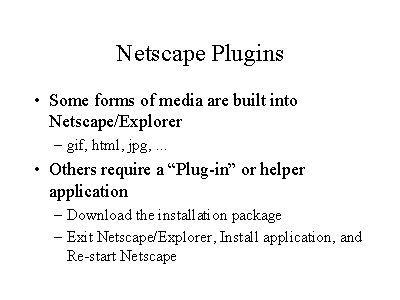 Netscape Plugins
• Some forms of media are built into
Netscape/Explorer
– gif, html, jpg, ...
• Others require a “Plug-in” or helper
application
– Download the installation package
– Exit Netscape/Explorer, Install application, and
Re-start Netscape